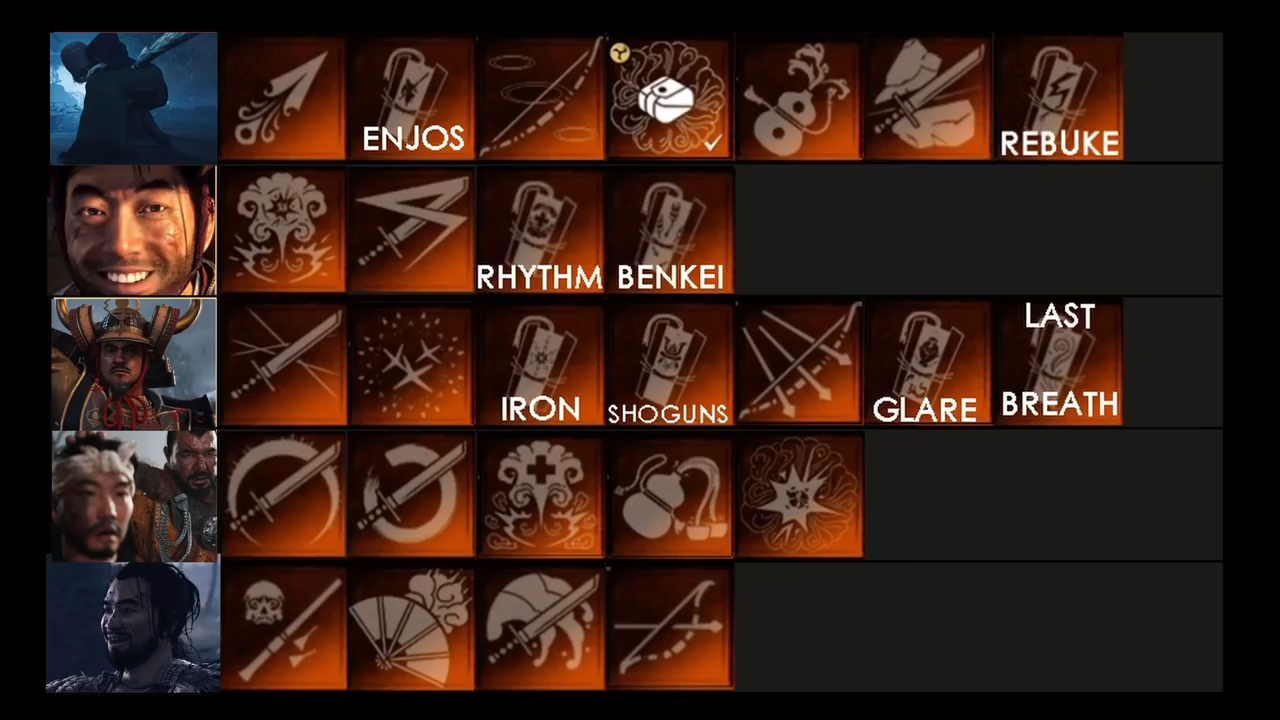 ENJOS
REBUKE
RHYTHM
BENKEI
IRON
SHOGUNS
GLARE
LAST
BREATH